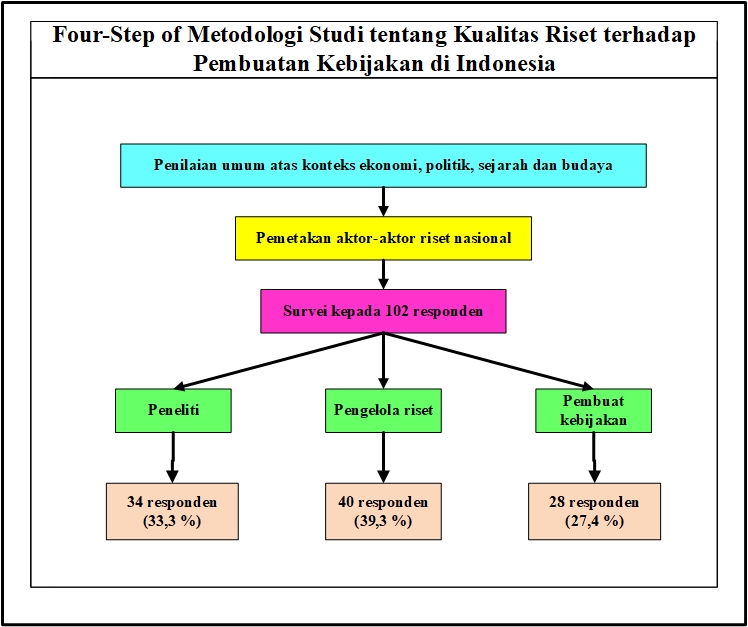 Four-Step of Metodologi Studi tentang Kualitas Riset terhadap
Pembuatan Kebijakan di Indonesia
Penilaian umum atas konteks ekonomi, politik, sejarah dan budaya
Pemetakan aktor-aktor riset nasional
Survei kepada 102 responden
Peneliti
Pengelola riset
Pembuat
kebijakan
34 responden
(33,3 %)
40 responden
(39,3 %)
28 responden
(27,4 %)